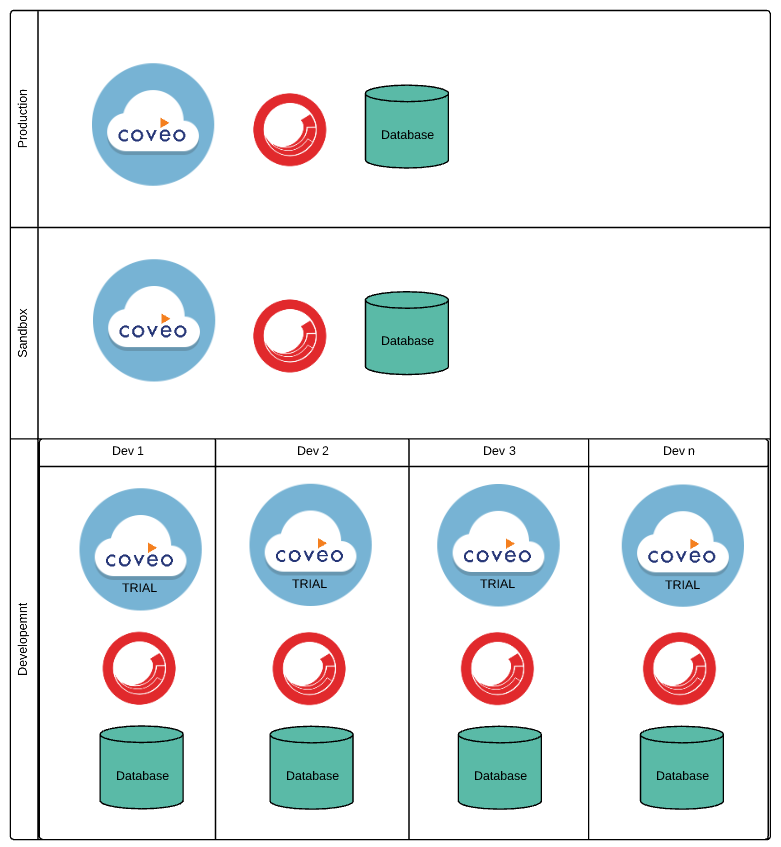 Production
coveo
Database
Sandbox
coveo
Database
Developemnt
Dev 1
Dev 2
Dev 3
Dev n
coveo
TRIAL
coveo
TRIAL
coveo
TRIAL
coveo
TRIAL
Database
Database
Database
Database